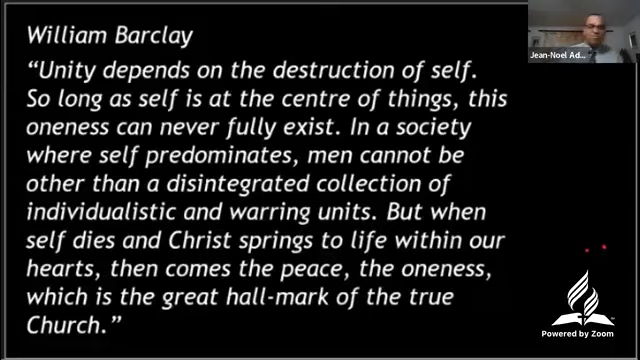 William Barclay
“Unity depends on the destruction of self.
So long as self is at the centre of things, this
oneness can never fully exist. In a society
where self predominates, men cannot be
other than a disintegrated collection of
individualistic and warring units. But when
self dies and Christ springs to life within our
hearts, then comes the peace, the oneness,
which is the great hall-mark of the true
Church.”
Jean-Noel Ad...
Powered by Zoom